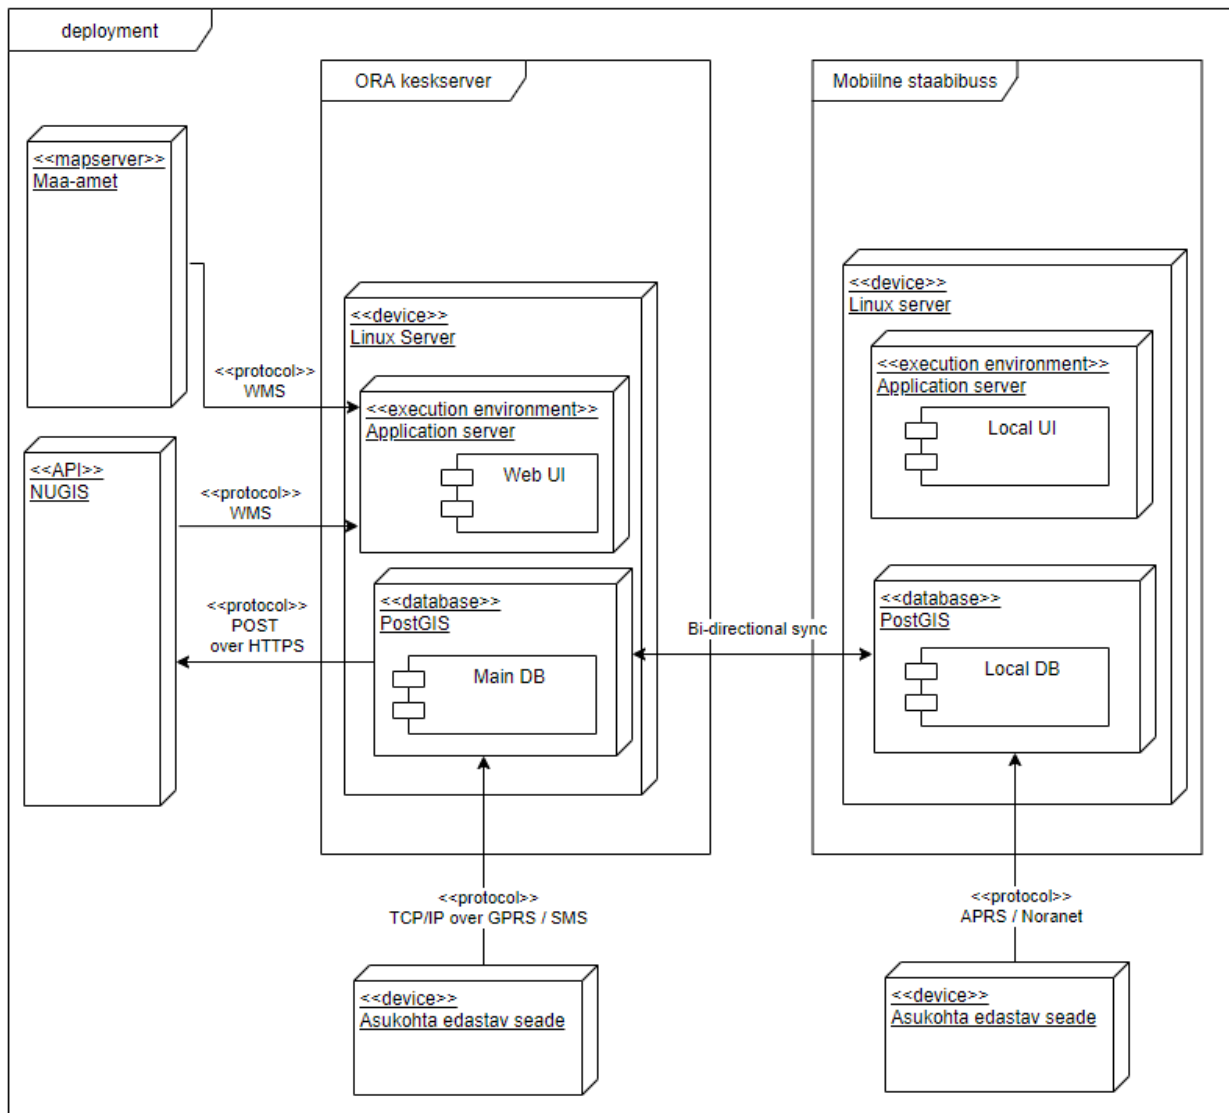 deployment
ORA keskserver
Mobiilne staabibuss
<<mapserver>>
Maa-amet
<<device>>
Linux Server
<<device>>
Linux server
<<protocol>>
WMS
<<execution environment>>
Application server
Web UI
<<execution environment>>
Application server
Local UI
<<API>>
NUGIS
<<protocol>>
WMS
<<protocol>>
POST
over HTTPS
<<database>>
PostGIS
Main DB
Bi-directional sync
<<database>>
PostGIS
Local DB
<<protocol>>
TCP/IP over GPRS / SMS
<<protocol>>
APRS / Noranet
<<device>>
Asukohta edastav seade
<<device>>
Asukohta edastav seade